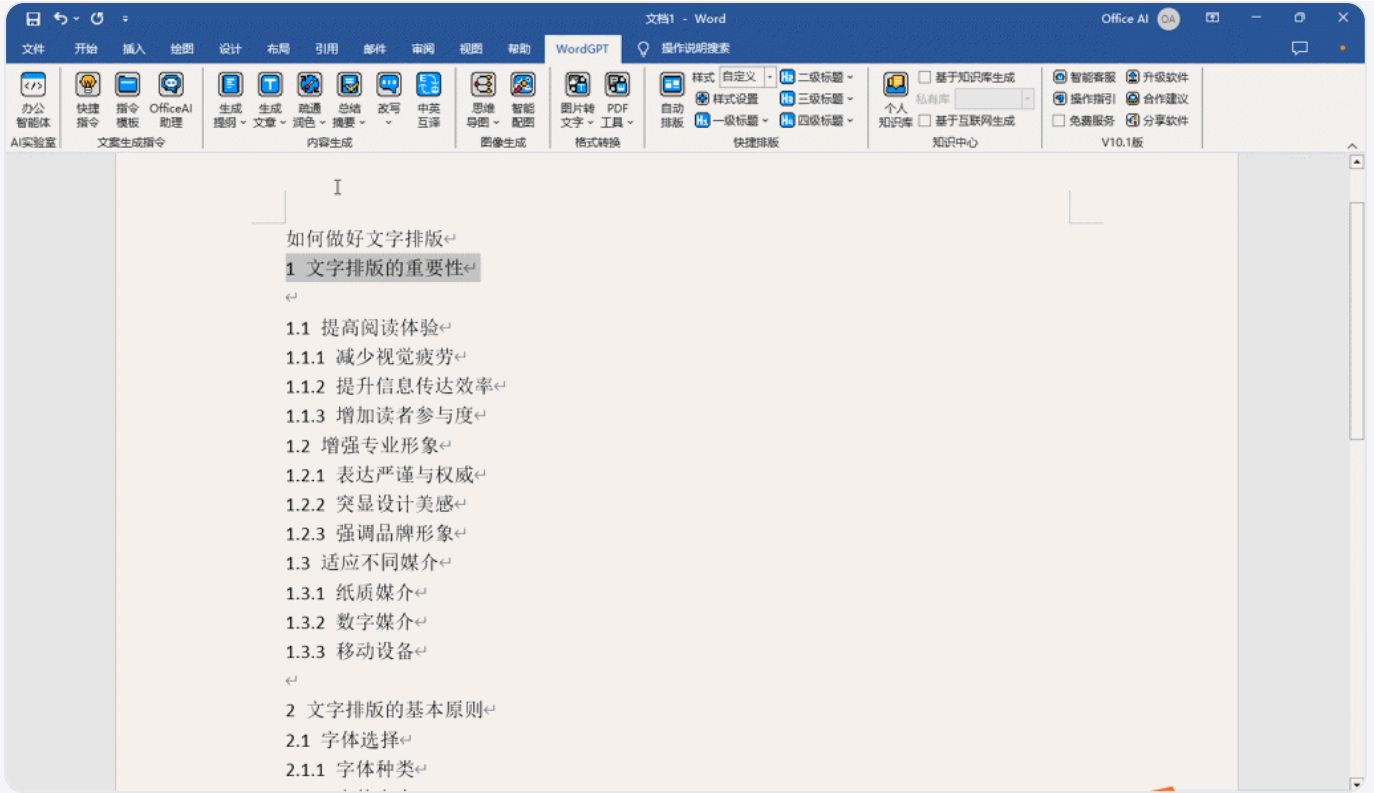 文档1 - Word
Office AI OA
文件 开始 插入 绘图 设计 布局 引用 邮件 审阅 视图 帮助 WordGPT 操作说明搜索
办公 智能体
AI实验室
快捷 指令
指令 模板
OfficeAI 助理
文案生成指令
生成 提纲
生成 文章
疏通 润色
总结 摘要
改写
中英 互译
内容生成
思维 导图
智能 配图
图像生成
图片转 文字
PDF 工具
格式转换
自动 排版
样式 自定义
样式设置
H1 一级标题
H2 二级标题
H3 三级标题
H4 四级标题
快捷排版
个人 知识库
基于知识库生成
私有库
基于互联网生成
知识中心
智能客服 升级软件
操作指引 合作建议
免费服务 分享软件
V10.1版
如何做好文字排版
1 文字排版的重要性
1.1 提高阅读体验
1.1.1 减少视觉疲劳
1.1.2 提升信息传达效率
1.1.3 增加读者参与度
1.2 增强专业形象
1.2.1 表达严谨与权威
1.2.2 突显设计美感
1.2.3 强调品牌形象
1.3 适应不同媒介
1.3.1 纸质媒介
1.3.2 数字媒介
1.3.3 移动设备
2 文字排版的基本原则
2.1 字体选择
2.1.1 字体种类